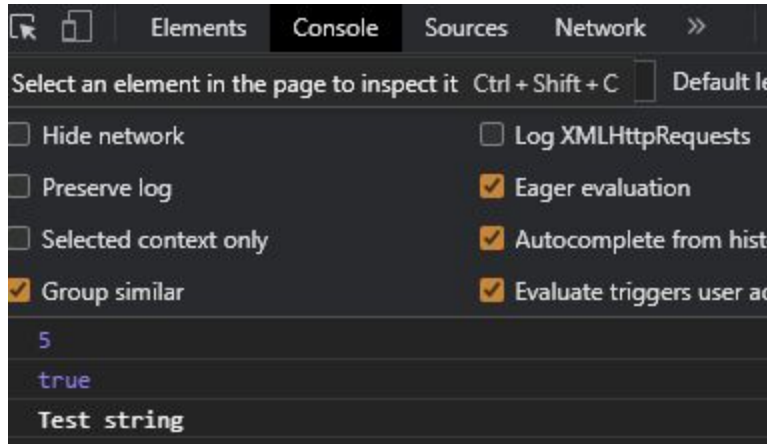 Elements Console Sources Network »
Select an element in the page to inspect it Ctrl + Shift + C Default le
Hide network Log XMLHttpRequests
Preserve log Eager evaluation
Selected context only Autocomplete from hist
Group similar Evaluate triggers user ac
5
true
Test string